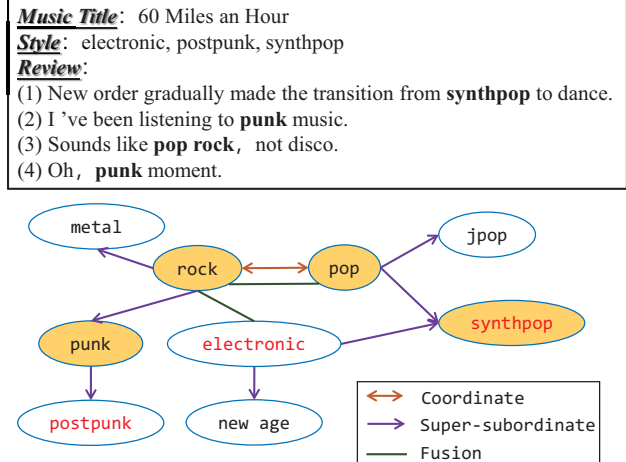 Music Title: 60 Miles an Hour
Style: electronic, postpunk, synthpop
Review:
(1) New order gradually made the transition from synthpop to dance.
(2) I 've been listening to punk music.
(3) Sounds like pop rock, not disco.
(4) Oh, punk moment.
metal
jpop
rock
pop
synthpop
punk
electronic
postpunk
new age
Coordinate
Super-subordinate
Fusion